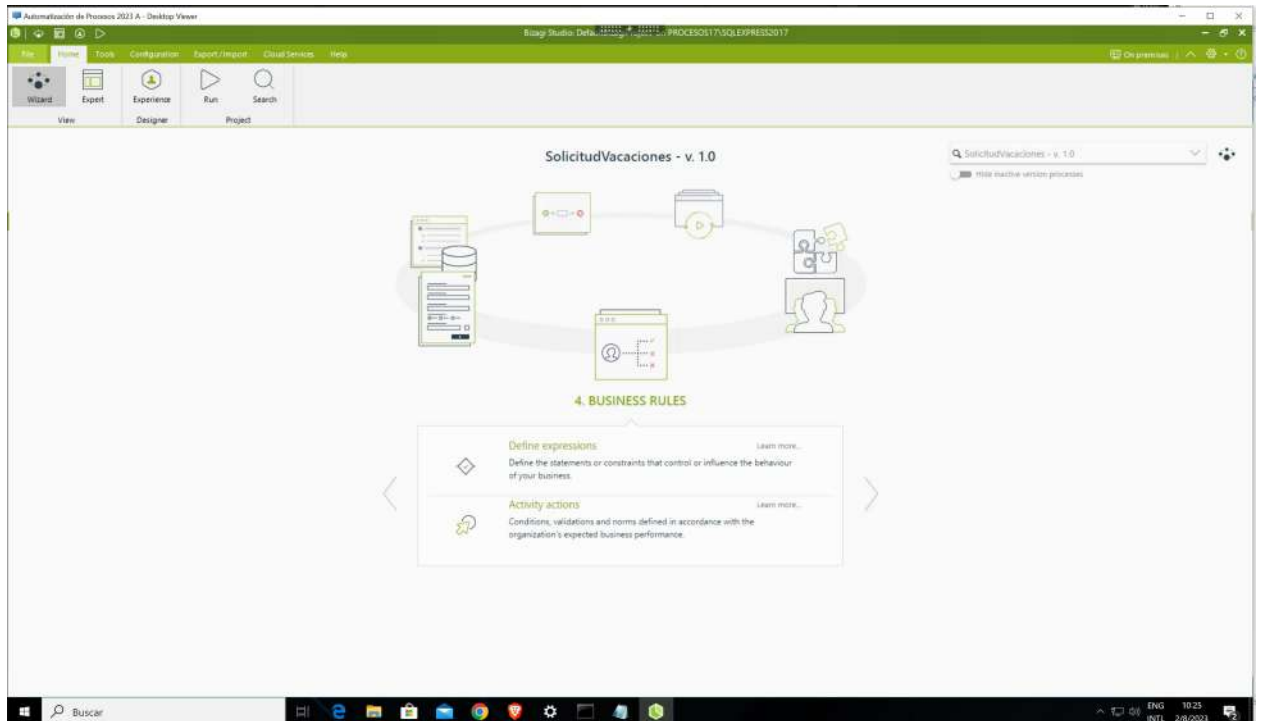 Automatización de Procesos 2023 A - Desktop Viewer
Bizagi Studio: PROCESOS17\SQLEXPRESS2017
File Home Tools Configuration Export/Import Cloud Services Help
On premises
Wizard Expert Experience Run Search
View Designer Project
SolicitudVacaciones - v. 1.0
SolicitudVacaciones - v. 1.0
Hide inactive version processes
4. BUSINESS RULES
Define expressions Learn more...
Define the statements or constraints that control or influence the behaviour
of your business.
Activity actions Learn more...
Conditions, validations and norms defined in accordance with the
organization's expected business performance.
Buscar
ENG 10:25
INTL 2/8/2023